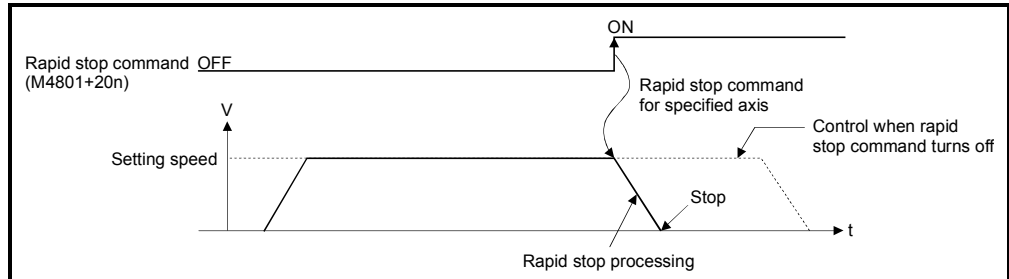 ON
Rapid stop command OFF
(M4801+20n)
Rapid stop command
for specified axis
V
Control when rapid
stop command turns off
Setting speed
Stop
t
Rapid stop processing